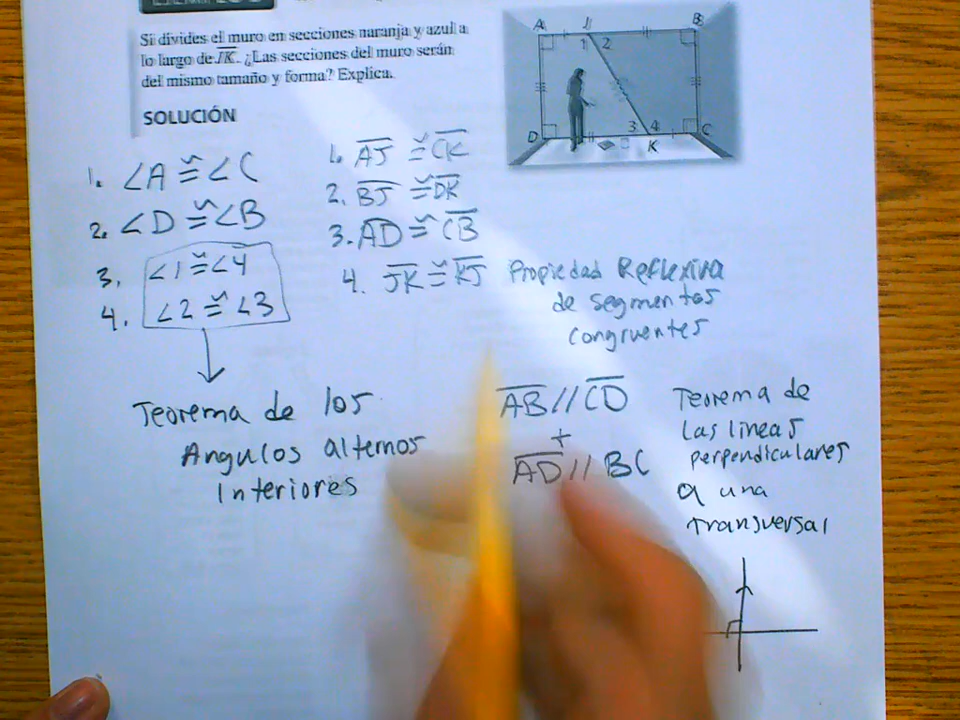 Si divides el muro en secciones naranja y azul a
lo largo de JK. ¿Las secciones del muro serán
del mismo tamaño y forma? Explica.
SOLUCIÓN
A J B
1 2
3 4
D K C
1. ∠A ≅ ∠C
2. ∠D ≅ ∠B
3. ∠1 ≅ ∠4
4. ∠2 ≅ ∠3
1. AJ ≅ CK
2. BJ ≅ DK
3. AD ≅ CB
4. JK ≅ KJ Propiedad Reflexiva
de segmentos
congruentes
Teorema de los
Angulos alternos
Interiores
AB // CD
+
AD // BC
Teorema de
Las lineas
perpendiculares
a una
transversal